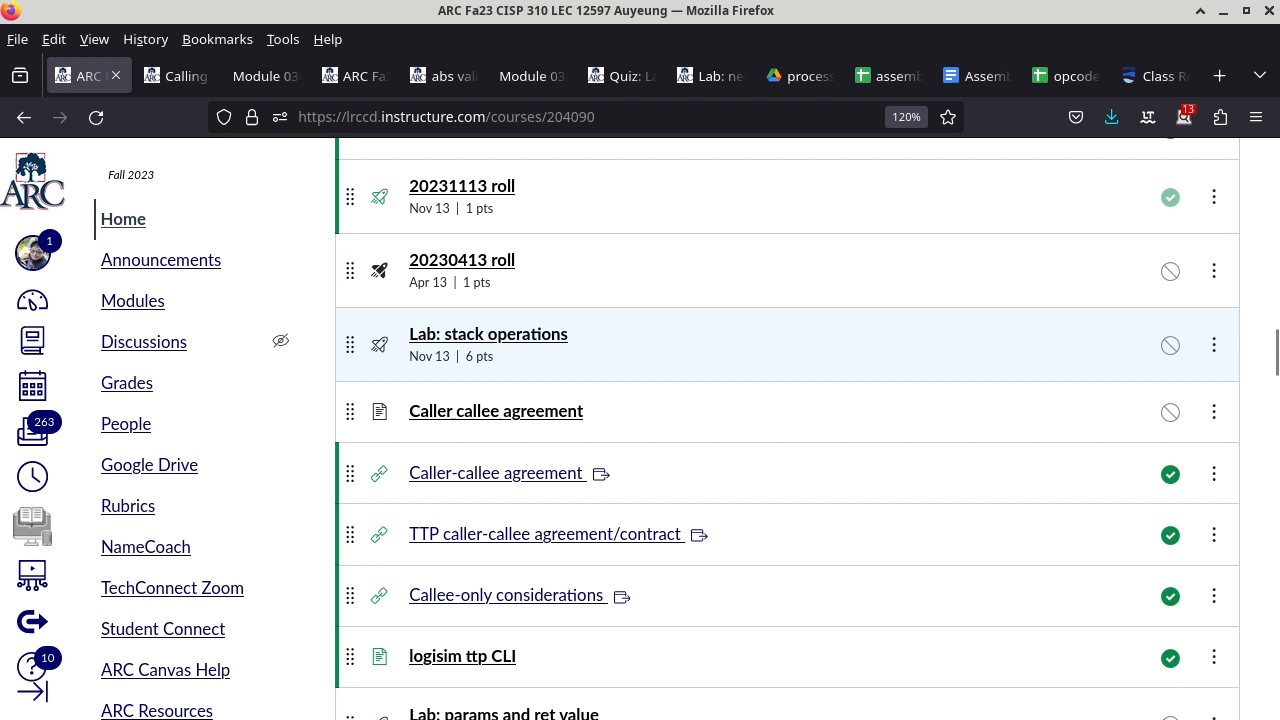 ARC Fa23 CISP 310 LEC 12597 Auyeung — Mozilla Firefox
File Edit View History Bookmarks Tools Help
ARC
Calling
Module 03
ARC Fa
abs val
Module 03
Quiz: L
Lab: ne
process
assemb
Assem
opcode
Class R
https://lrccd.instructure.com/courses/204090
120%
13
ARC
Fall 2023
1
263
10
Home
Announcements
Modules
Discussions
Grades
People
Google Drive
Rubrics
NameCoach
TechConnect Zoom
Student Connect
ARC Canvas Help
ARC Resources
20231113 roll
Nov 13 | 1 pts
20230413 roll
Apr 13 | 1 pts
Lab: stack operations
Nov 13 | 6 pts
Caller callee agreement
Caller-callee agreement
TTP caller-callee agreement/contract
Callee-only considerations
logisim ttp CLI
Lab: params and ret value